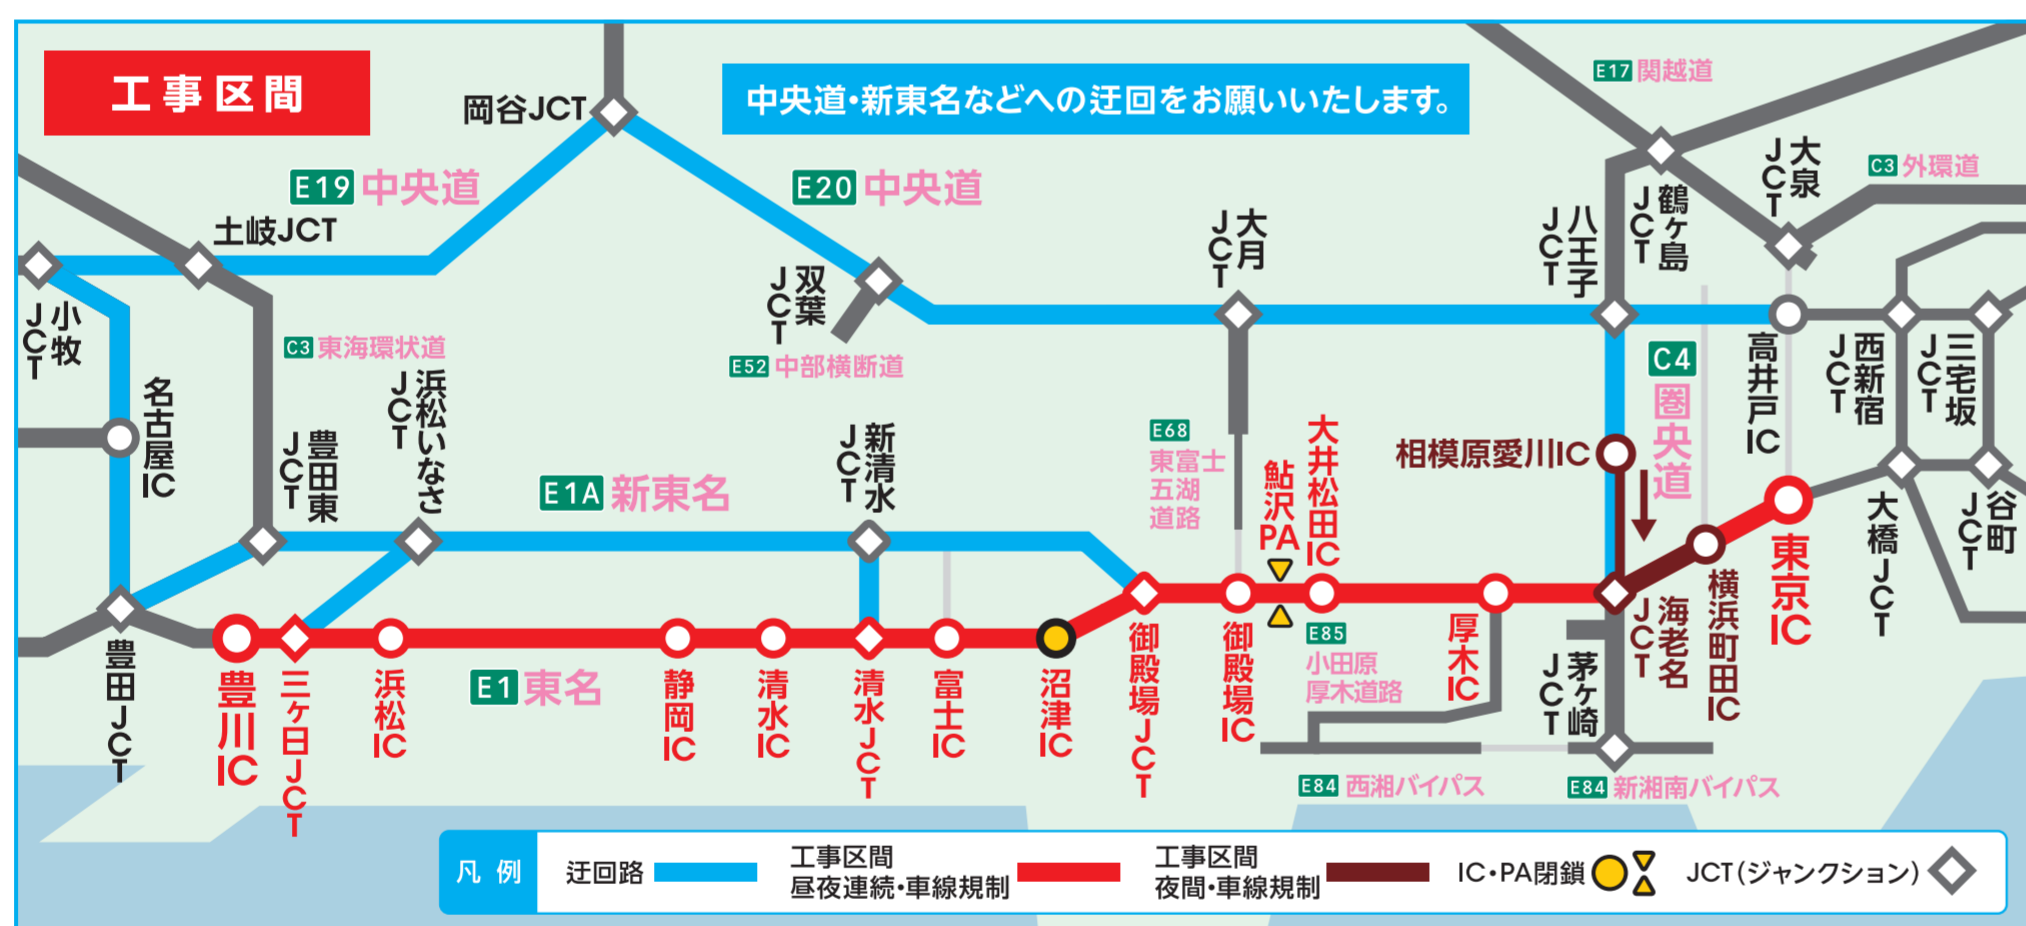 工事区間
中央道・新東名などへの迂回をお願いいたします。
E17 関越道
岡谷JCT
E19 中央道
E20 中央道
大泉JCT
C3 外環道
土岐JCT
鶴ヶ島JCT
八王子JCT
大月JCT
双葉JCT
小牧JCT
C3 東海環状道
E52 中部横断道
高井戸IC
西新宿JCT
三宅坂JCT
C4 圏央道
名古屋IC
浜松いなさJCT
豊田東JCT
新清水JCT
E1A 新東名
E68
東富士
五湖
道路
鮎沢PA
大井松田IC
相模原愛川IC
大橋JCT
谷町JCT
東京IC
横浜町田IC
海老名JCT
豊田JCT
豊川IC
三ヶ日JCT
浜松IC
E1 東名
静岡IC
清水IC
清水JCT
富士IC
沼津IC
御殿場JCT
御殿場IC
E85
小田原
厚木道路
厚木IC
茅ヶ崎JCT
E84 西湘バイパス
E84 新湘南バイパス
凡例
迂回路
工事区間
昼夜連続・車線規制
工事区間
夜間・車線規制
IC・PA閉鎖
JCT(ジャンクション)